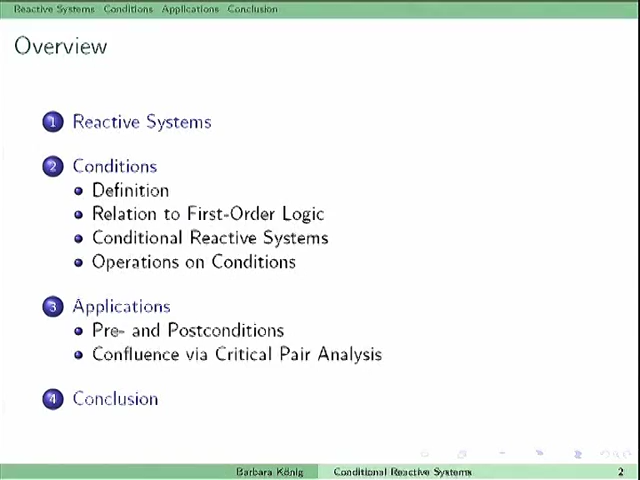 Reactive Systems Conditions Applications Conclusion
Overview
1 Reactive Systems
2 Conditions
Definition
Relation to First-Order Logic
Conditional Reactive Systems
Operations on Conditions
3 Applications
Pre- and Postconditions
Confluence via Critical Pair Analysis
4 Conclusion
Barbara König Conditional Reactive Systems 2